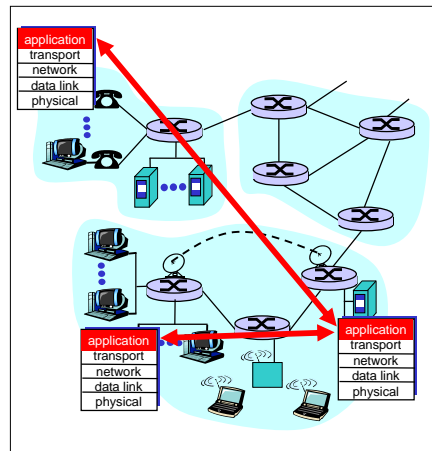 application
transport
network
data link
physical
application
transport
network
data link
physical
application
transport
network
data link
physical